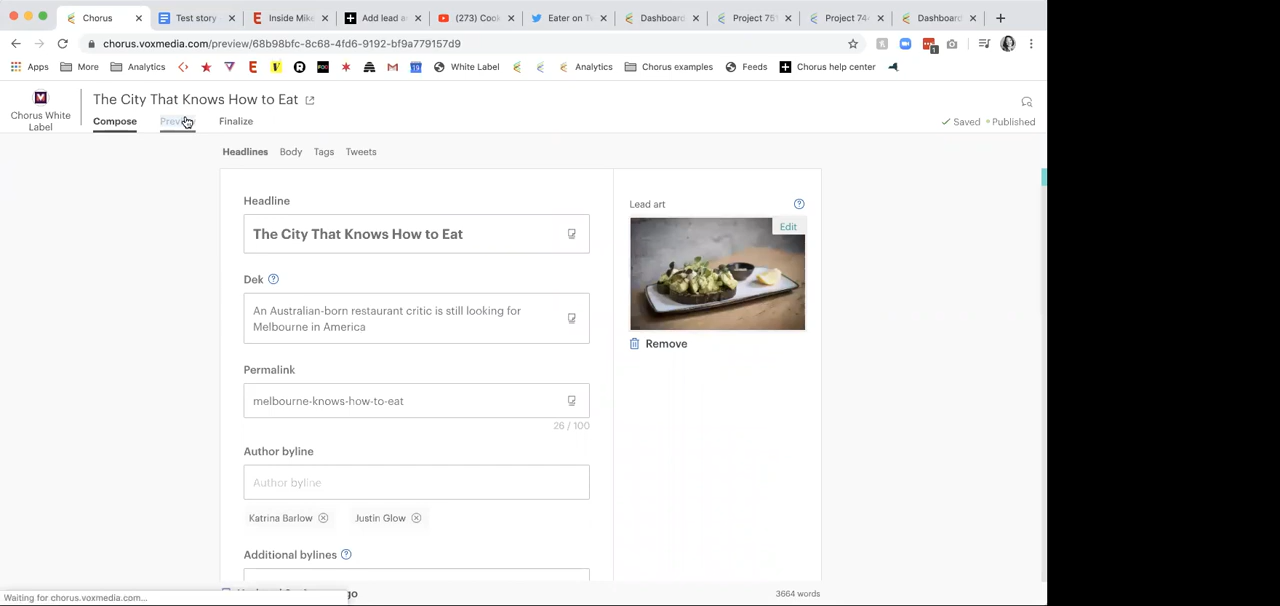 Chorus
Test story
Inside Mike
Add lead a
(273) Cook
Eater on T
Dashboard
Project 75
Project 74
Dashboard
chorus.voxmedia.com/preview/68b98bfc-8c68-4fd6-9192-bf9a779157d9
Apps More Analytics White Label Analytics Chorus examples Feeds Chorus help center
The City That Knows How to Eat
Chorus White Label
Compose Preview Finalize
Saved • Published
Headlines Body Tags Tweets
Headline
The City That Knows How to Eat
Dek
An Australian-born restaurant critic is still looking for
Melbourne in America
Permalink
melbourne-knows-how-to-eat
26 / 100
Author byline
Author byline
Katrina Barlow Justin Glow
Additional bylines
Lead art
Edit
Remove
Waiting for chorus.voxmedia.com...
3664 words